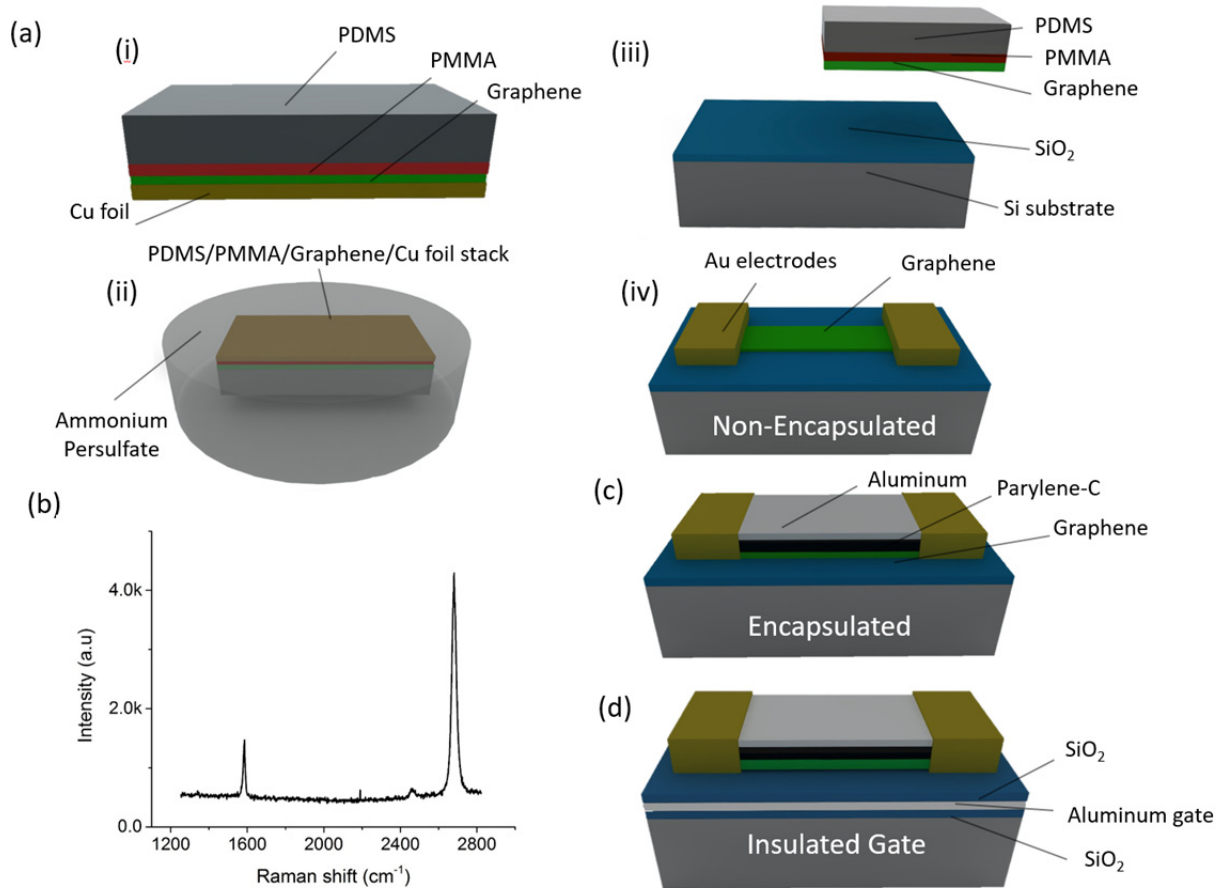 (a)
(i)
PDMS
PMMA
Graphene
Cu foil
(ii)
PDMS/PMMA/Graphene/Cu foil stack
Ammonium
Persulfate
(b)
Intensity (a.u)
4.0k
2.0k
0.0
1200
1600
2000
2400
2800
Raman shift (cm⁻¹)
(iii)
PDMS
PMMA
Graphene
SiO₂
Si substrate
(iv)
Au electrodes
Graphene
Non-Encapsulated
(c)
Aluminum
Parylene-C
Graphene
Encapsulated
(d)
SiO₂
Aluminum gate
SiO₂
Insulated Gate